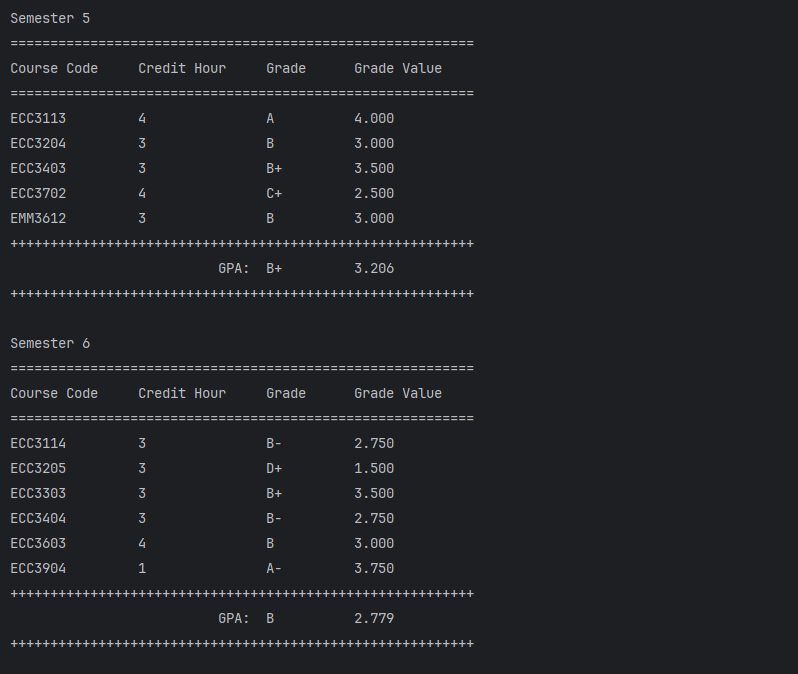 Semester 5
==========================================================
Course Code     Credit Hour     Grade      Grade Value
==========================================================
ECC3113         4               A          4.000
ECC3204         3               B          3.000
ECC3403         3               B+         3.500
ECC3702         4               C+         2.500
EMM3612         3               B          3.000
++++++++++++++++++++++++++++++++++++++++++++++++++++++++++
                          GPA:  B+         3.206
++++++++++++++++++++++++++++++++++++++++++++++++++++++++++

Semester 6
==========================================================
Course Code     Credit Hour     Grade      Grade Value
==========================================================
ECC3114         3               B-         2.750
ECC3205         3               D+         1.500
ECC3303         3               B+         3.500
ECC3404         3               B-         2.750
ECC3603         4               B          3.000
ECC3904         1               A-         3.750
++++++++++++++++++++++++++++++++++++++++++++++++++++++++++
                          GPA:  B          2.779
++++++++++++++++++++++++++++++++++++++++++++++++++++++++++